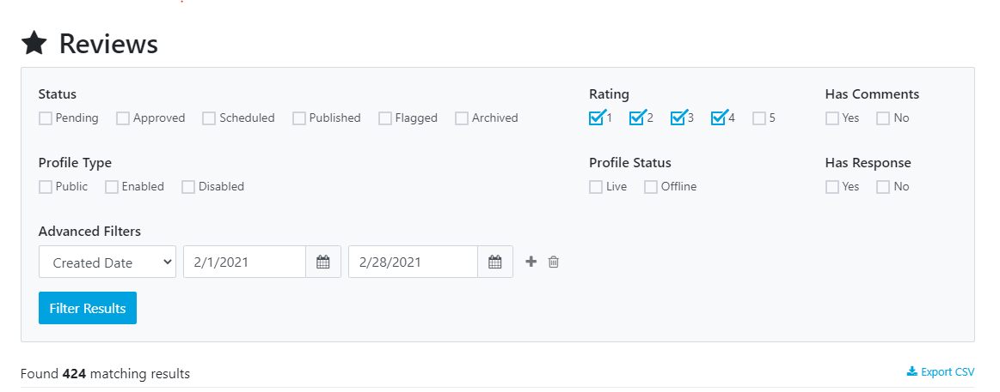 Reviews
Status
Pending Approved Scheduled Published Flagged Archived
Rating
1 2 3 4 5
Has Comments
Yes No
Profile Type
Public Enabled Disabled
Profile Status
Live Offline
Has Response
Yes No
Advanced Filters
Created Date 2/1/2021 2/28/2021
Filter Results
Found 424 matching results
Export CSV